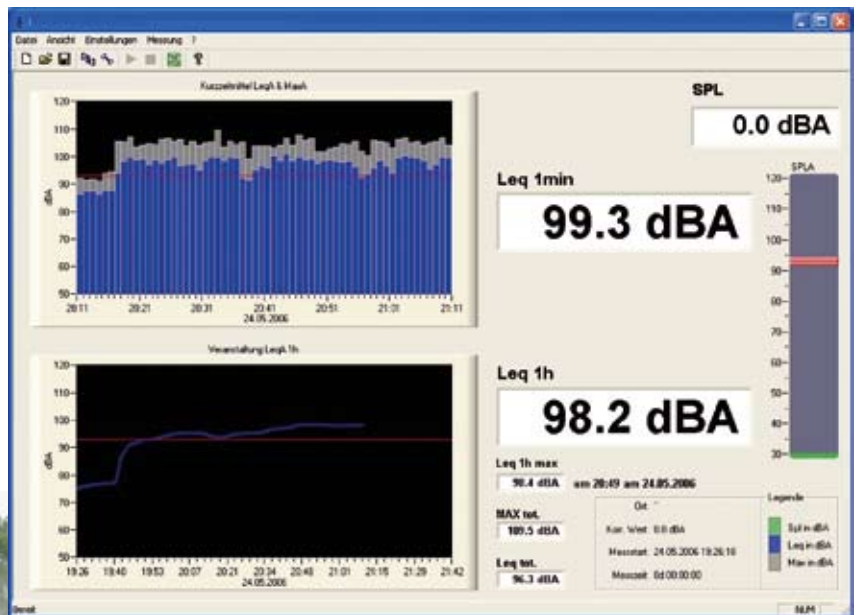 Datei Ansicht Einstellungen Messung ?
Kurzzeitmittel LeqA & MaxA
120
110
100
90
80
70
60
50
dBA
20:11 20:21 20:31 20:41 20:51 21:01 21:11
24.05.2006
SPL
0.0 dBA
Leq 1min
99.3 dBA
SPLA
120
110
100
90
80
70
60
50
40
30
Veranstaltung LeqA 1h
120
110
100
90
80
70
60
50
dBA
19:26 19:40 19:53 20:07 20:21 20:34 20:48 21:01 21:15 21:29 21:42
24.05.2006
Leq 1h
98.2 dBA
Leq 1h max
98.4 dBA um 20:49 am 24.05.2006
MAX tot.
109.5 dBA
Leq tot.
96.3 dBA
Ort
Korr. Wert 0.0 dBA
Messstart 24.05.2006 19:26:18
Messzeit 0d 00:00:00
Legende
Spl in dBA
Leq in dBA
Max in dBA
Bereit NUM